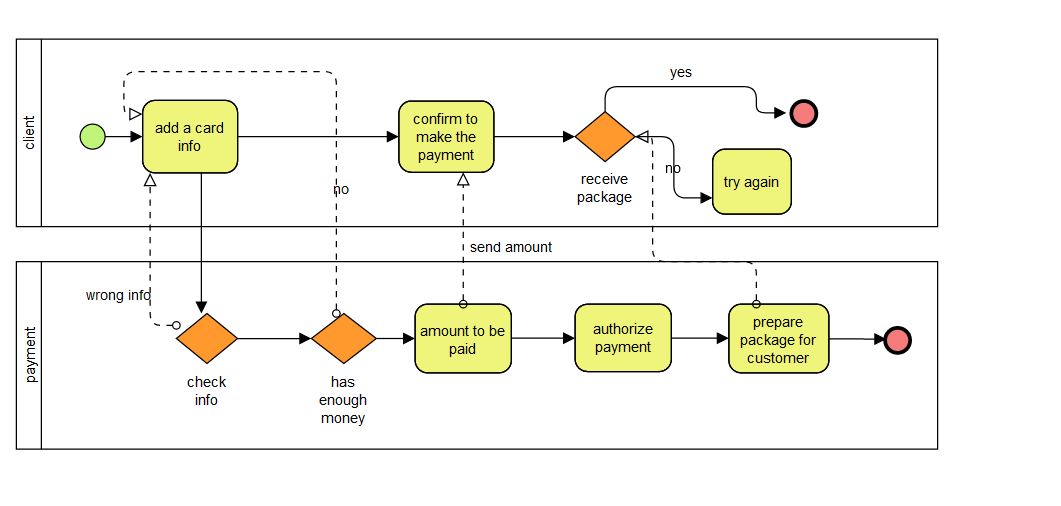 yes
client
add a card
info
confirm to
make the
payment
receive
package
no
try again
no
send amount
wrong info
payment
check
info
has
enough
money
amount to be
paid
authorize
payment
prepare
package for
customer